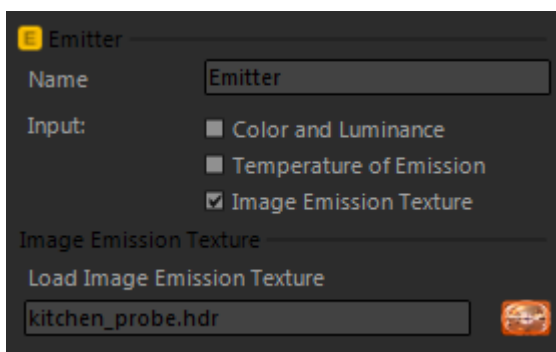 E Emitter
Name Emitter
Input: Color and Luminance
Temperature of Emission
Image Emission Texture
Image Emission Texture
Load Image Emission Texture
kitchen_probe.hdr